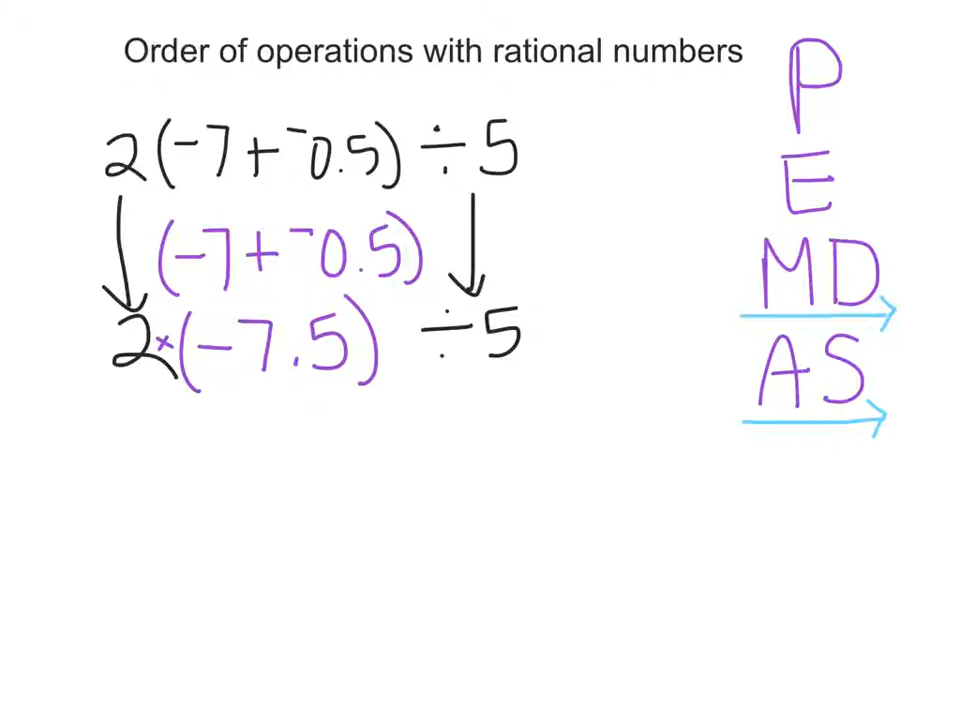 Order of operations with rational numbers
2(-7+⁻0.5)÷5
(-7+⁻0.5)
2×(-7.5) ÷5
P
E
MD
AS